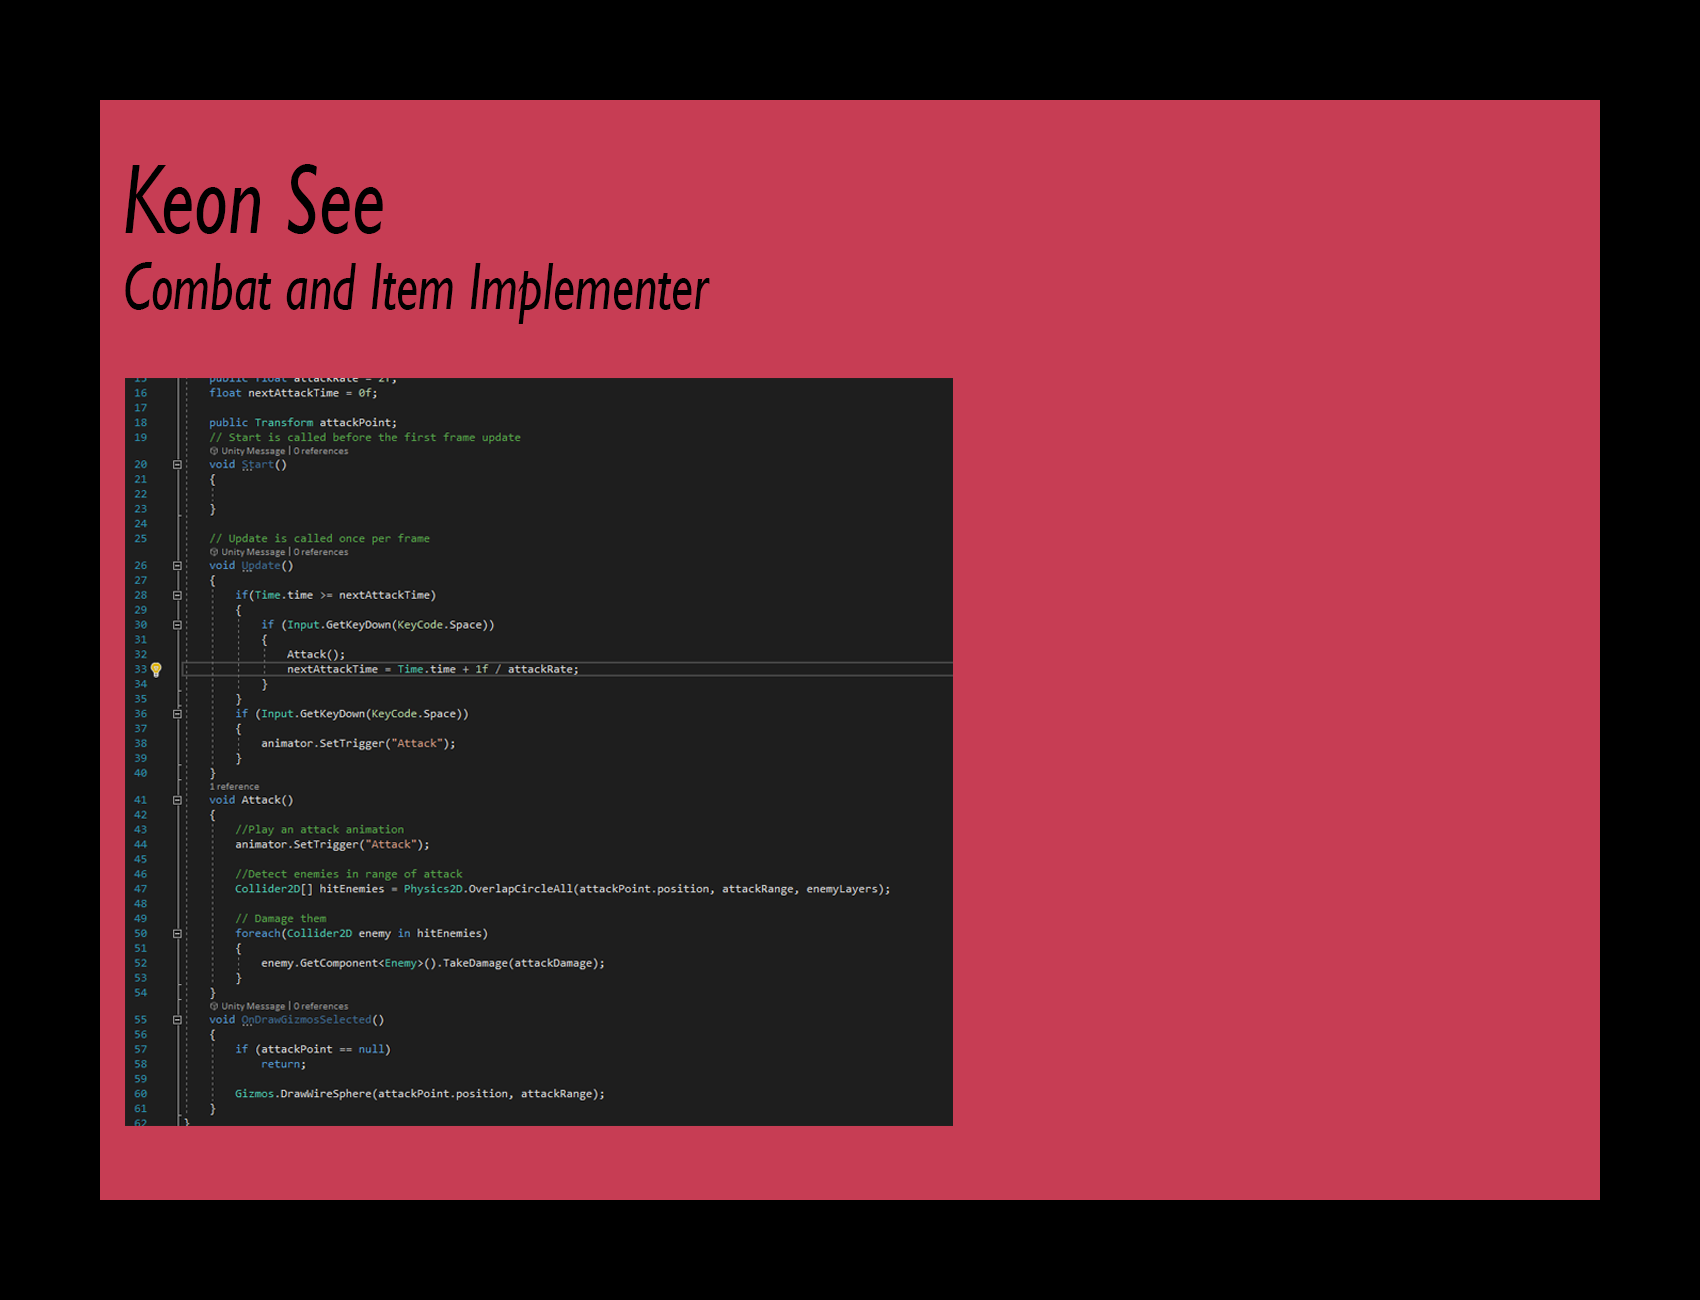 Keon See
Combat and Item Implementer
15 public float attackRate = 2f;
16 float nextAttackTime = 0f;
17
18 public Transform attackPoint;
19 // Start is called before the first frame update
Unity Message | 0 references
20 void Start()
21 {
22
23 }
24
25 // Update is called once per frame
Unity Message | 0 references
26 void Update()
27 {
28 if(Time.time >= nextAttackTime)
29 {
30 if (Input.GetKeyDown(KeyCode.Space))
31 {
32 Attack();
33 nextAttackTime = Time.time + 1f / attackRate;
34 }
35 }
36 if (Input.GetKeyDown(KeyCode.Space))
37 {
38 animator.SetTrigger("Attack");
39 }
40 }
1 reference
41 void Attack()
42 {
43 //Play an attack animation
44 animator.SetTrigger("Attack");
45
46 //Detect enemies in range of attack
47 Collider2D[] hitEnemies = Physics2D.OverlapCircleAll(attackPoint.position, attackRange, enemyLayers);
48
49 // Damage them
50 foreach(Collider2D enemy in hitEnemies)
51 {
52 enemy.GetComponent<Enemy>().TakeDamage(attackDamage);
53 }
54 }
Unity Message | 0 references
55 void OnDrawGizmosSelected()
56 {
57 if (attackPoint == null)
58 return;
59
60 Gizmos.DrawWireSphere(attackPoint.position, attackRange);
61 }
62 }